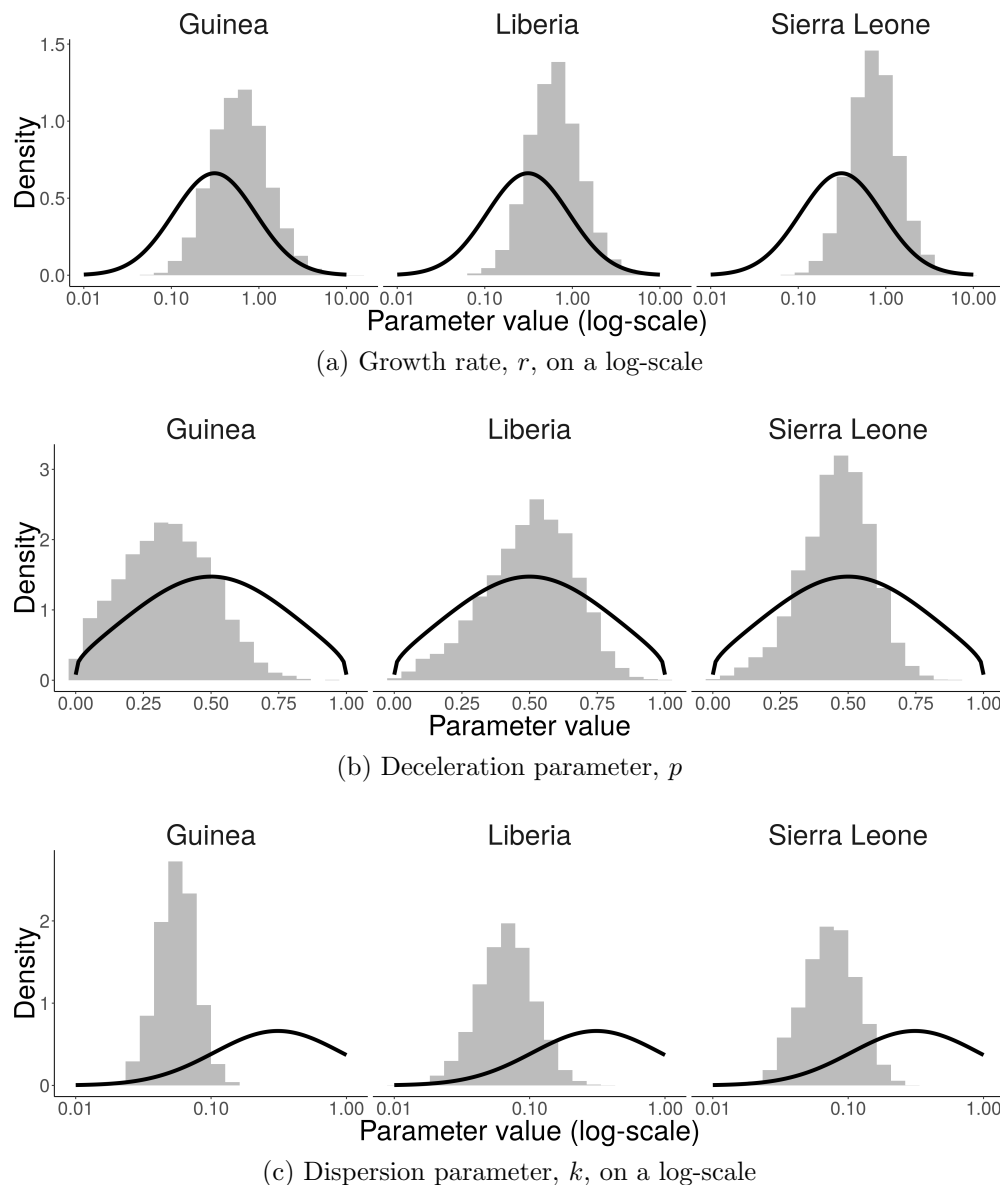 Guinea Liberia Sierra Leone
1.5
1.0
0.5
0.0
Density
0.01 0.10 1.00 10.00 0.01 0.10 1.00 10.00 0.01 0.10 1.00 10.00
Parameter value (log-scale)
(a) Growth rate, r, on a log-scale
Guinea Liberia Sierra Leone
3
2
1
0
Density
0.00 0.25 0.50 0.75 1.00 0.00 0.25 0.50 0.75 1.00 0.00 0.25 0.50 0.75 1.00
Parameter value
(b) Deceleration parameter, p
Guinea Liberia Sierra Leone
2
1
0
Density
0.01 0.10 1.00 0.01 0.10 1.00 0.01 0.10 1.00
Parameter value (log-scale)
(c) Dispersion parameter, k, on a log-scale